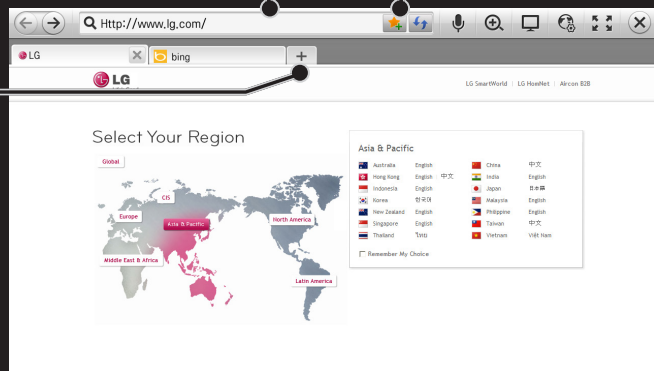 Http://www.lg.com/
LG
bing
LG
LG SmartWorld | LG HomNet | Aircon B2B
Select Your Region
Global
CIS
Europe
Asia & Pacific
North America
Middle East & Africa
Latin America
Asia & Pacific
Australia English China 中文
Hong Kong English 中文 India English
Indonesia English Japan 日本語
Korea 한국어 Malaysia English
New Zealand English Philippine English
Singapore English Taiwan 中文
Thailand ไทย Vietnam Việt Nam
Remember My Choice